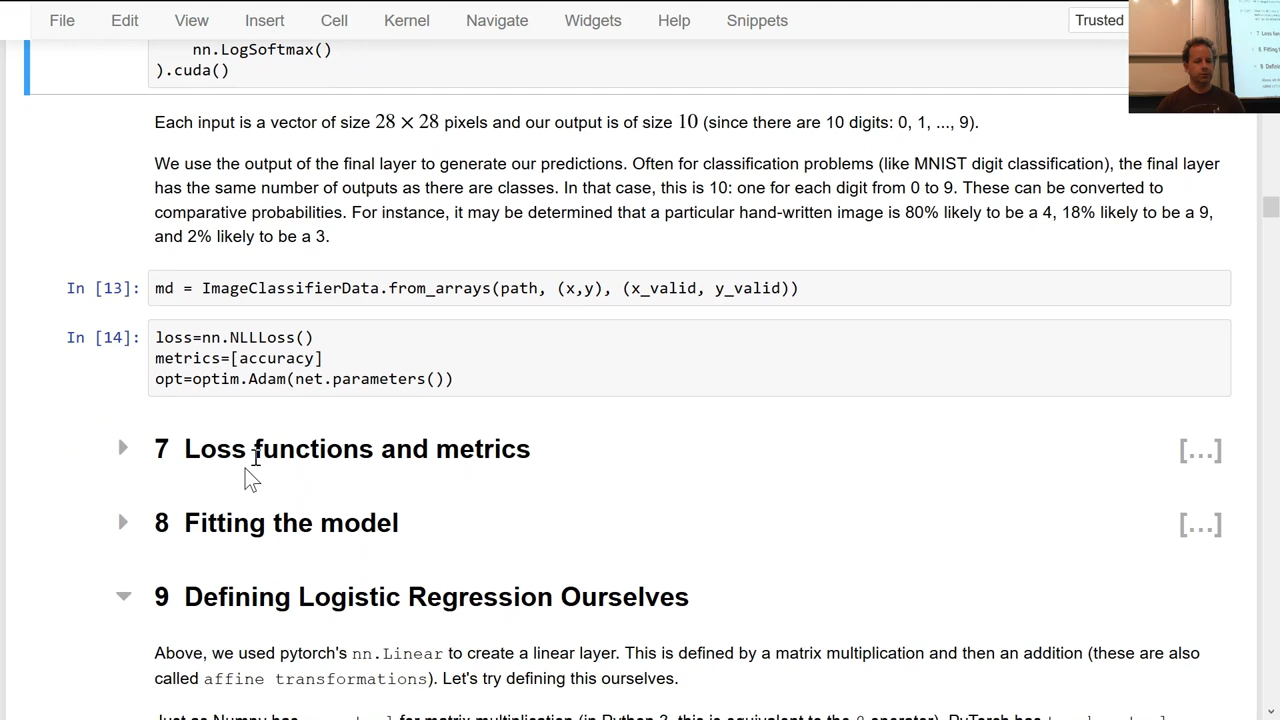 File Edit View Insert Cell Kernel Navigate Widgets Help Snippets Trusted
nn.LogSoftmax()
).cuda()
Each input is a vector of size 28 × 28 pixels and our output is of size 10 (since there are 10 digits: 0, 1, ..., 9).
We use the output of the final layer to generate our predictions. Often for classification problems (like MNIST digit classification), the final layer
has the same number of outputs as there are classes. In that case, this is 10: one for each digit from 0 to 9. These can be converted to
comparative probabilities. For instance, it may be determined that a particular hand-written image is 80% likely to be a 4, 18% likely to be a 9,
and 2% likely to be a 3.
In [13]: md = ImageClassifierData.from_arrays(path, (x,y), (x_valid, y_valid))
In [14]: loss=nn.NLLLoss()
metrics=[accuracy]
opt=optim.Adam(net.parameters())
7 Loss functions and metrics [...]
8 Fitting the model [...]
9 Defining Logistic Regression Ourselves
Above, we used pytorch's nn.Linear to create a linear layer. This is defined by a matrix multiplication and then an addition (these are also
called affine transformations). Let's try defining this ourselves.